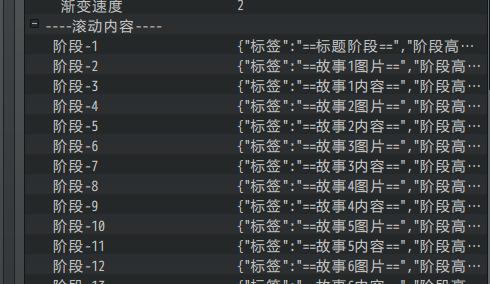 渐变速度 2
----滚动内容----
阶段-1 {"标签":"==标题阶段==","阶段高…
阶段-2 {"标签":"==故事1图片==","阶段高…
阶段-3 {"标签":"==故事1内容==","阶段高…
阶段-4 {"标签":"==故事2图片==","阶段高…
阶段-5 {"标签":"==故事2内容==","阶段高…
阶段-6 {"标签":"==故事3图片==","阶段高…
阶段-7 {"标签":"==故事3内容==","阶段高…
阶段-8 {"标签":"==故事4图片==","阶段高…
阶段-9 {"标签":"==故事4内容==","阶段高…
阶段-10 {"标签":"==故事5图片==","阶段高…
阶段-11 {"标签":"==故事5内容==","阶段高…
阶段-12 {"标签":"==故事6图片==","阶段高…